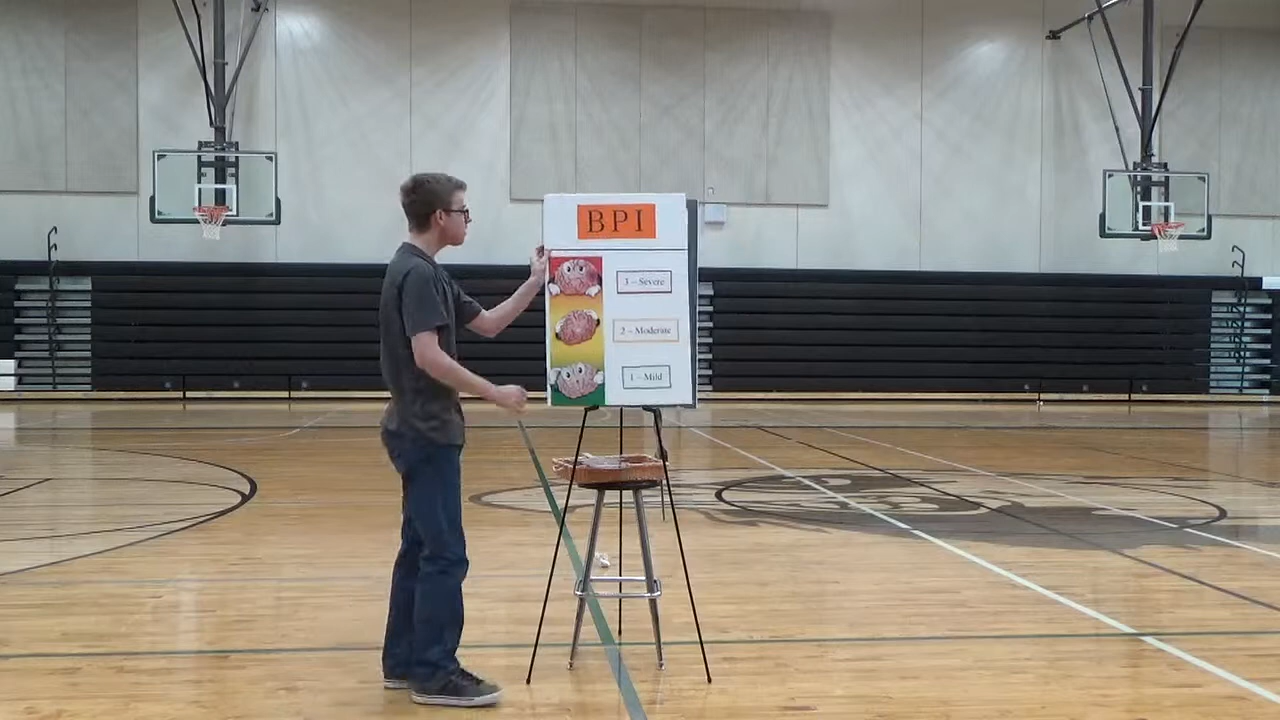 BPI
3 – Severe
2 – Moderate
1 – Mild